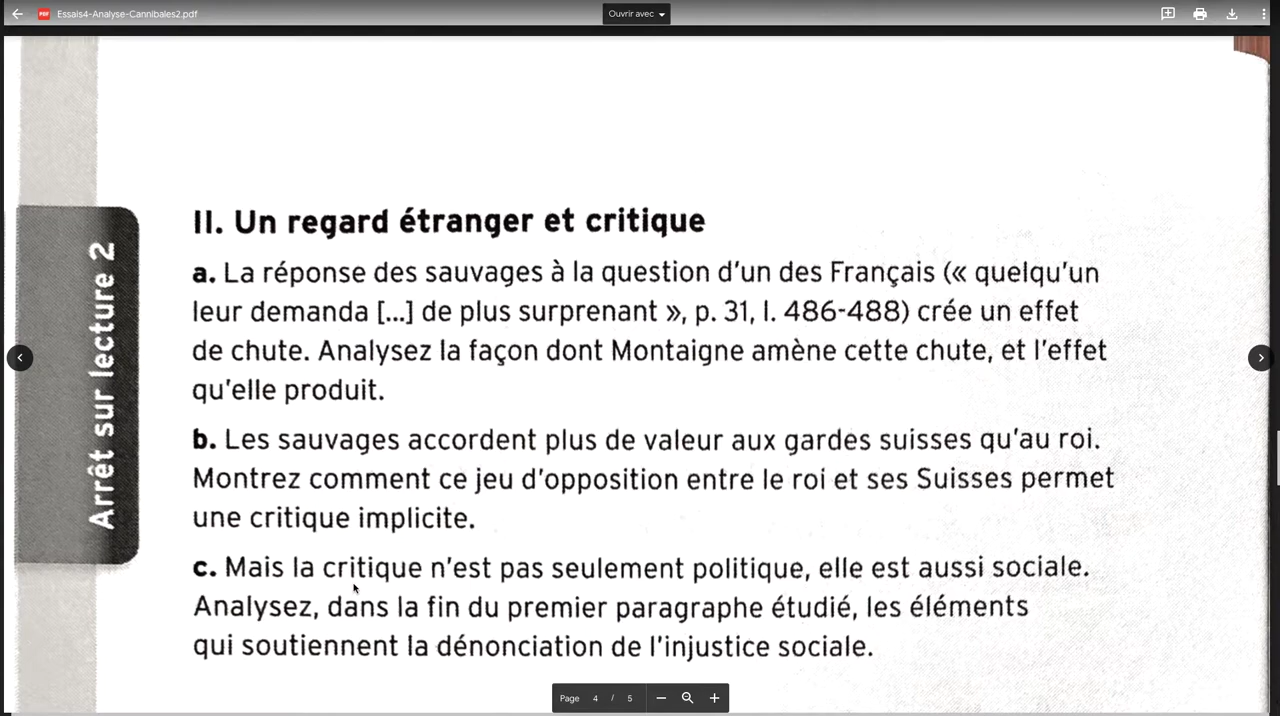 PDF
Essais4-Analyse-Cannibales2.pdf
Ouvrir avec
Arrêt sur lecture 2
II. Un regard étranger et critique
a. La réponse des sauvages à la question d'un des Français (« quelqu'un
leur demanda [...] de plus surprenant », p. 31, l. 486-488) crée un effet
de chute. Analysez la façon dont Montaigne amène cette chute, et l'effet
qu'elle produit.
b. Les sauvages accordent plus de valeur aux gardes suisses qu'au roi.
Montrez comment ce jeu d'opposition entre le roi et ses Suisses permet
une critique implicite.
c. Mais la critique n'est pas seulement politique, elle est aussi sociale.
Analysez, dans la fin du premier paragraphe étudié, les éléments
qui soutiennent la dénonciation de l'injustice sociale.
Page 4 / 5